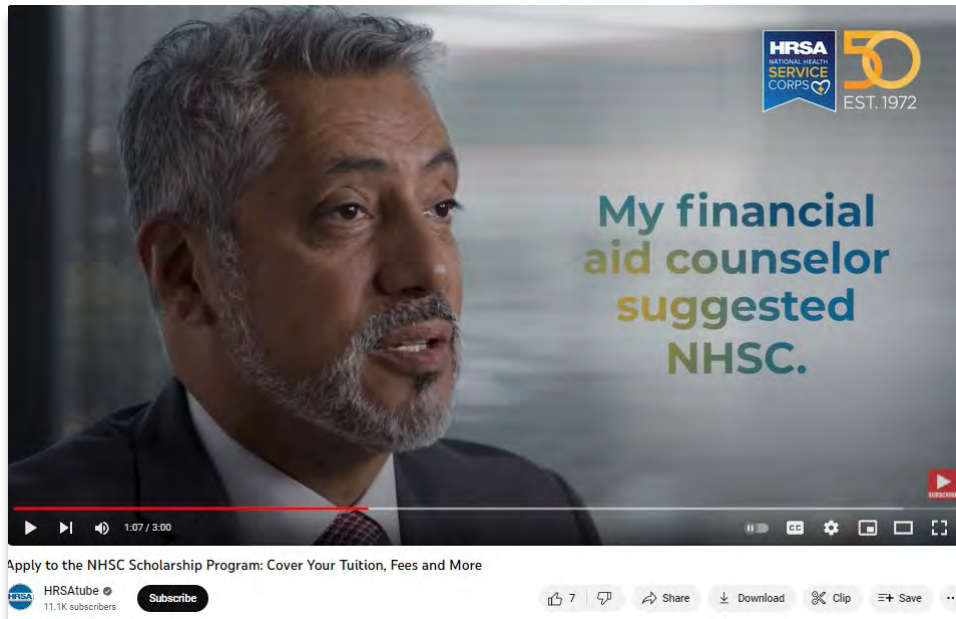 HRSA
NATIONAL HEALTH
SERVICE
CORPS
50
EST. 1972
My financial
aid counselor
suggested
NHSC.
SUBSCRIBE
1:07 / 3:00
CC
Apply to the NHSC Scholarship Program: Cover Your Tuition, Fees and More
HRSA
HRSAtube
11.1K subscribers
Subscribe
7
Share
Download
Clip
Save